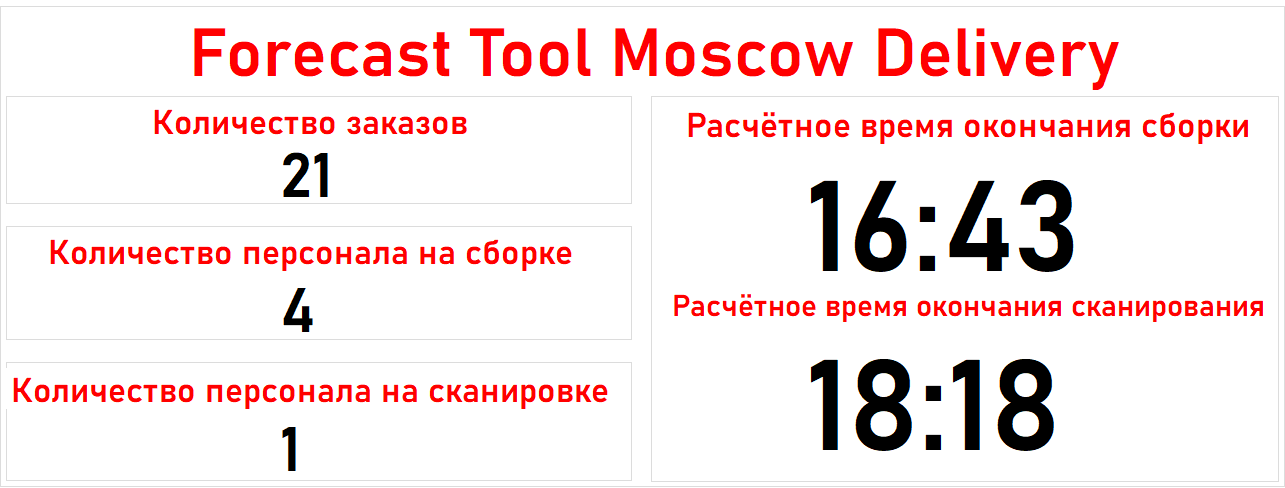 Forecast Tool Moscow Delivery
Количество заказов
21
Количество персонала на сборке
4
Количество персонала на сканировке
1
Расчётное время окончания сборки
16:43
Расчётное время окончания сканирования
18:18